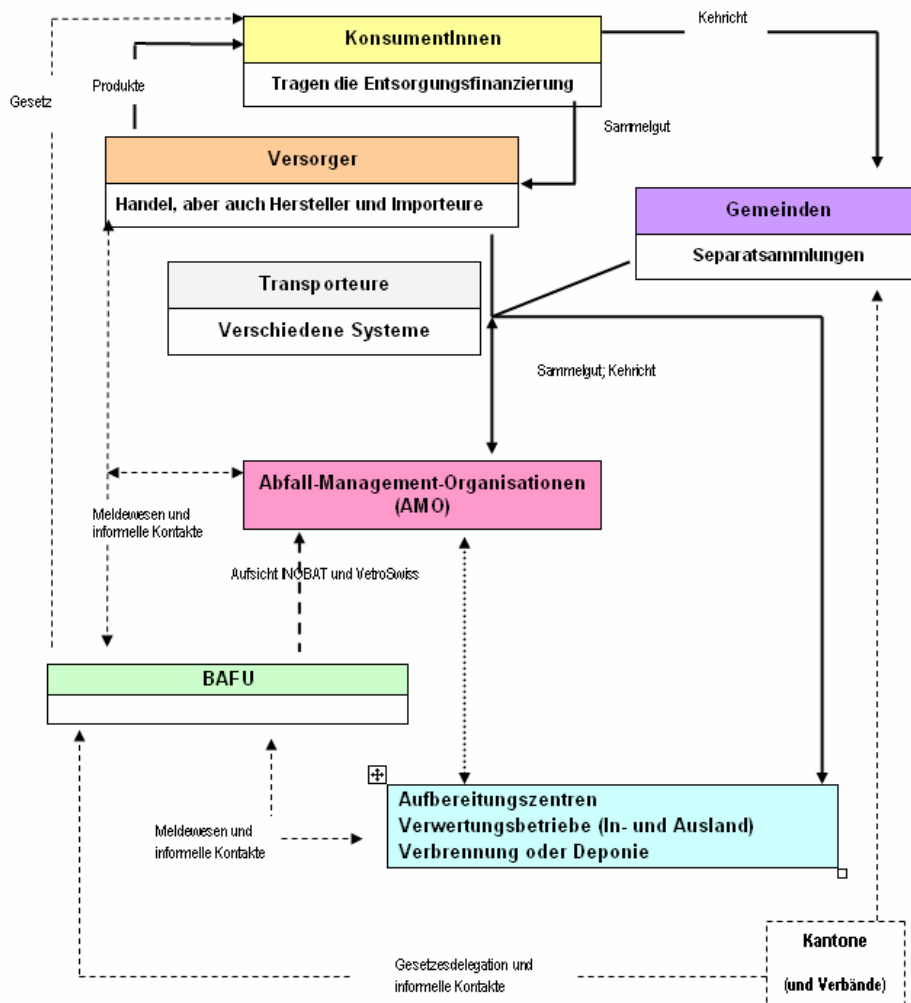 Kehricht
KonsumentInnen
Tragen die Entsorgungsfinanzierung
Gesetz
Produkte
Sammelgut
Versorger
Handel, aber auch Hersteller und Importeure
Gemeinden
Separatsammlungen
Transporteure
Verschiedene Systeme
Sammelgut; Kehricht
Abfall-Management-Organisationen
(AMO)
Meldewesen und
informelle Kontakte
Aufsicht INOBAT und VetroSwiss
BAFU
Aufbereitungszentren
Verwertungsbetriebe (In- und Ausland)
Verbrennung oder Deponie
Meldewesen und
informelle Kontakte
Gesetzesdelegation und
informelle Kontakte
Kantone
(und Verbände)